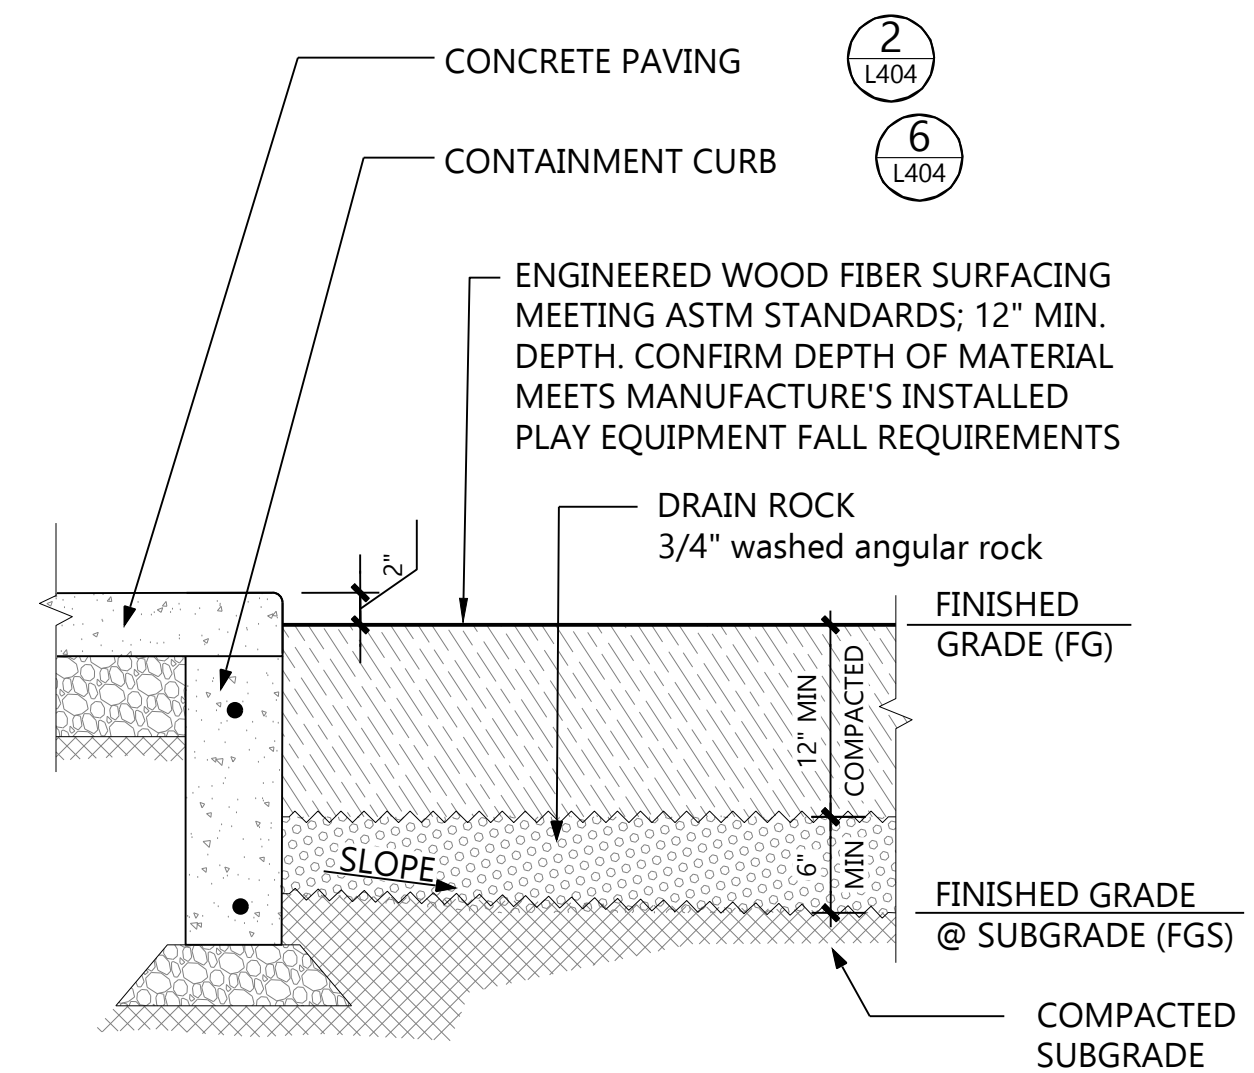 CONCRETE PAVING
2
L404
CONTAINMENT CURB
6
L404
ENGINEERED WOOD FIBER SURFACING
MEETING ASTM STANDARDS; 12" MIN.
DEPTH. CONFIRM DEPTH OF MATERIAL
MEETS MANUFACTURE'S INSTALLED
PLAY EQUIPMENT FALL REQUIREMENTS
DRAIN ROCK
3/4" washed angular rock
2"
FINISHED
GRADE (FG)
12" MIN
COMPACTED
SLOPE
6"
MIN
FINISHED GRADE
@ SUBGRADE (FGS)
COMPACTED
SUBGRADE